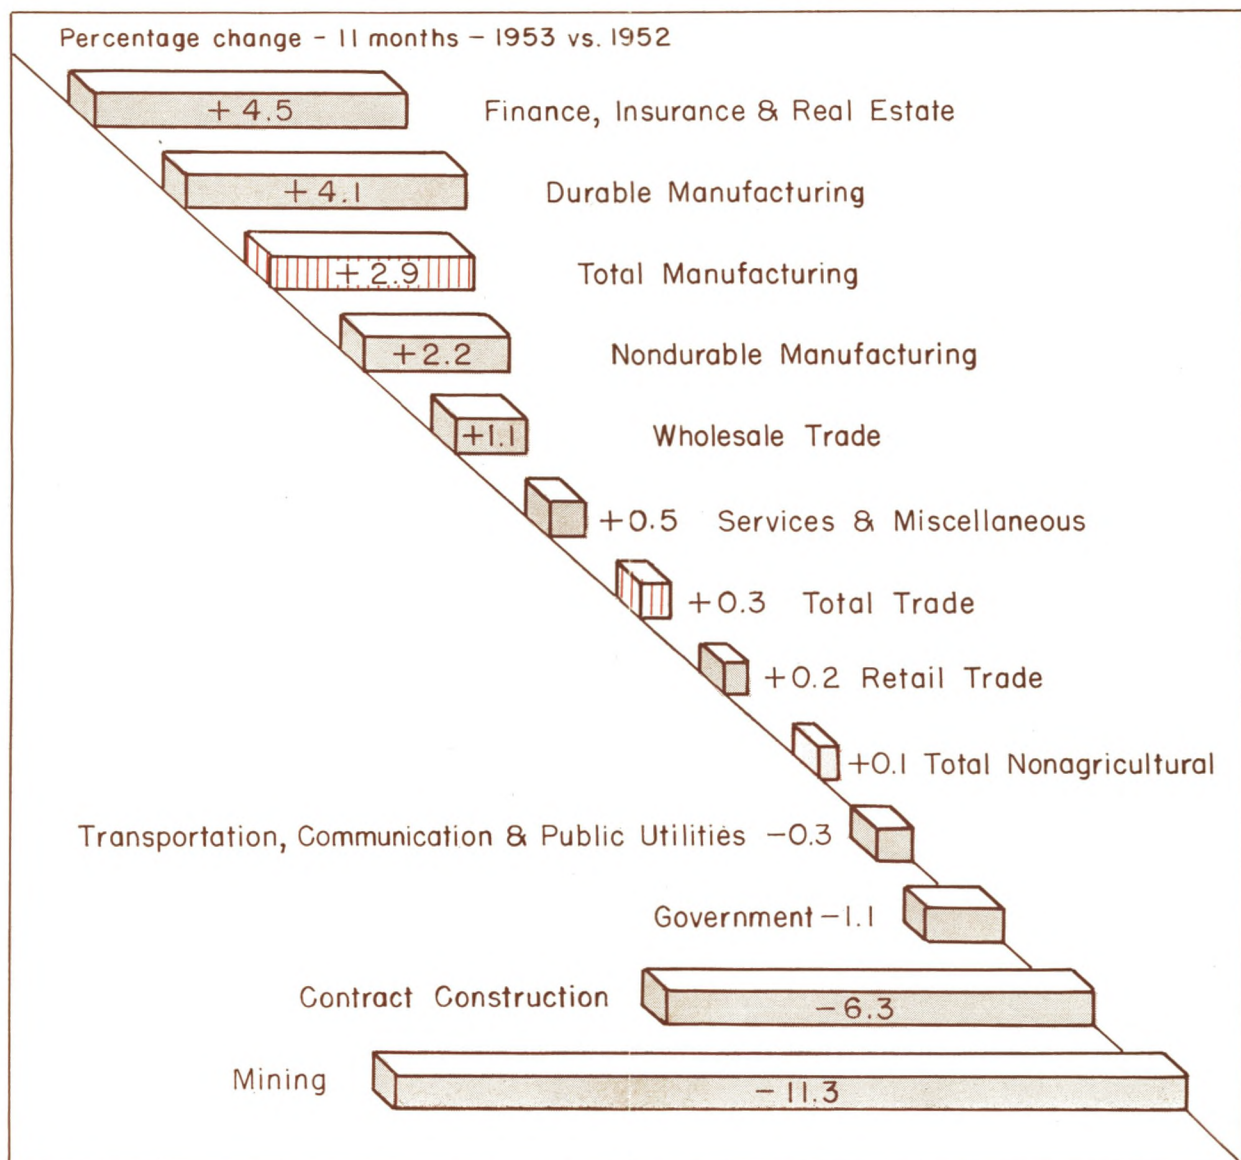 Percentage change - 11 months - 1953 vs. 1952
+4.5 Finance, Insurance & Real Estate
+4.1 Durable Manufacturing
+2.9 Total Manufacturing
+2.2 Nondurable Manufacturing
+1.1 Wholesale Trade
+0.5 Services & Miscellaneous
+0.3 Total Trade
+0.2 Retail Trade
+0.1 Total Nonagricultural
Transportation, Communication & Public Utilities -0.3
Government -1.1
Contract Construction -6.3
Mining -11.3